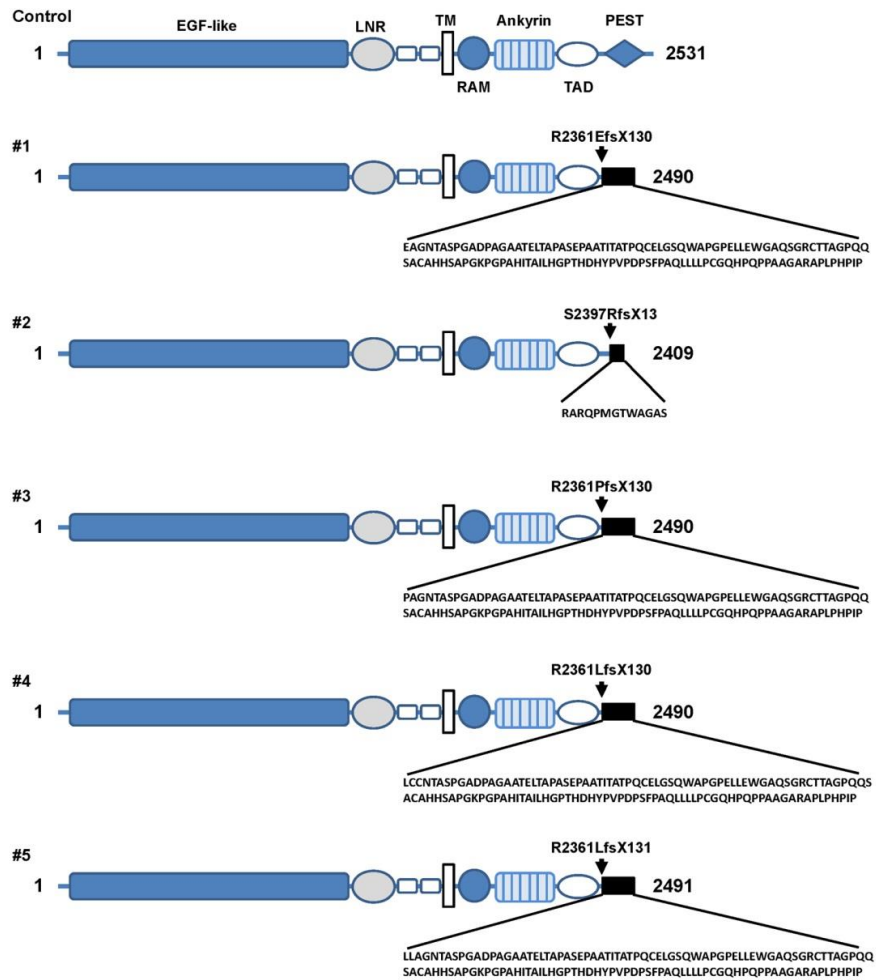 Control
EGF-like
LNR
TM
Ankyrin
PEST
1
2531
RAM
TAD
#1
R2361EfsX130
1
2490
EAGNTASPGADPAGAATELTAPASEPAATITATPQCELGSQWAPGPELLEWGAQSGRCTTAGPQQ
SACAHHSAPGKPGPAHITAILHGPTHDHYPVPDPSFPAQLLLLPCGQHPQPPAAGARAPLPHPIP
#2
S2397RfsX13
1
2409
RARQPMGTWAGAS
#3
R2361PfsX130
1
2490
PAGNTASPGADPAGAATELTAPASEPAATITATPQCELGSQWAPGPELLEWGAQSGRCTTAGPQQ
SACAHHSAPGKPGPAHITAILHGPTHDHYPVPDPSFPAQLLLLPCGQHPQPPAAGARAPLPHPIP
#4
R2361LfsX130
1
2490
LCCNTASPGADPAGAATELTAPASEPAATITATPQCELGSQWAPGPELLEWGAQSGRCTTAGPQQS
ACAHHSAPGKPGPAHITAILHGPTHDHYPVPDPSFPAQLLLLPCGQHPQPPAAGARAPLPHPIP
#5
R2361LfsX131
1
2491
LLAGNTASPGADPAGAATELTAPASEPAATITATPQCELGSQWAPGPELLEWGAQSGRCTTAGPQQ
SACAHHSAPGKPGPAHITAILHGPTHDHYPVPDPSFPAQLLLLPCGQHPQPPAAGARAPLPHPIP